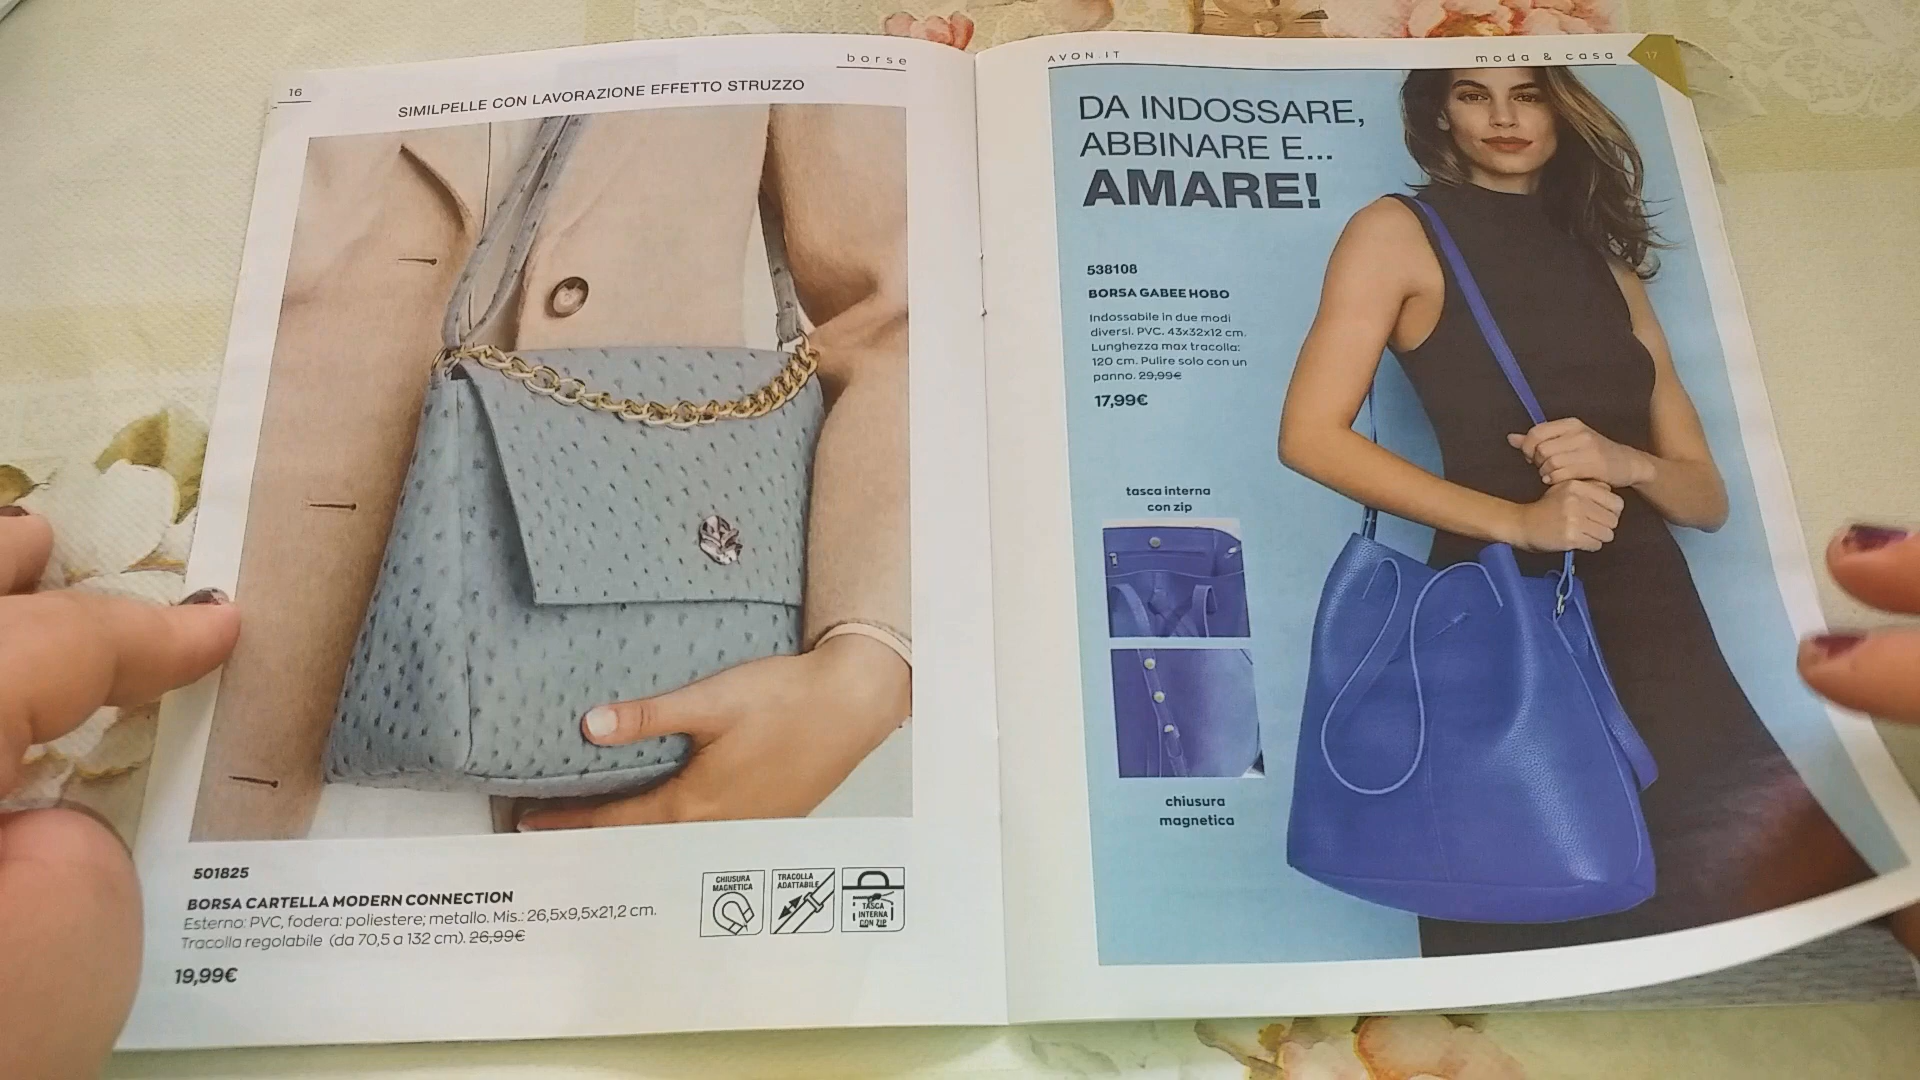 16
borse
SIMILPELLE CON LAVORAZIONE EFFETTO STRUZZO
501825
BORSA CARTELLA MODERN CONNECTION
Esterno: PVC, fodera: poliestere; metallo. Mis.: 26,5x9,5x21,2 cm.
Tracolla regolabile (da 70,5 a 132 cm). 26,99€
19,99€
CHIUSURA
MAGNETICA
TRACOLLA
ADATTABILE
TASCA
INTERNA
CON ZIP
AVON.IT
moda & casa
17
DA INDOSSARE,
ABBINARE E...
AMARE!
538108
BORSA GABEE HOBO
Indossabile in due modi
diversi. PVC. 43x32x12 cm.
Lunghezza max tracolla:
120 cm. Pulire solo con un
panno. 29,99€
17,99€
tasca interna
con zip
chiusura
magnetica